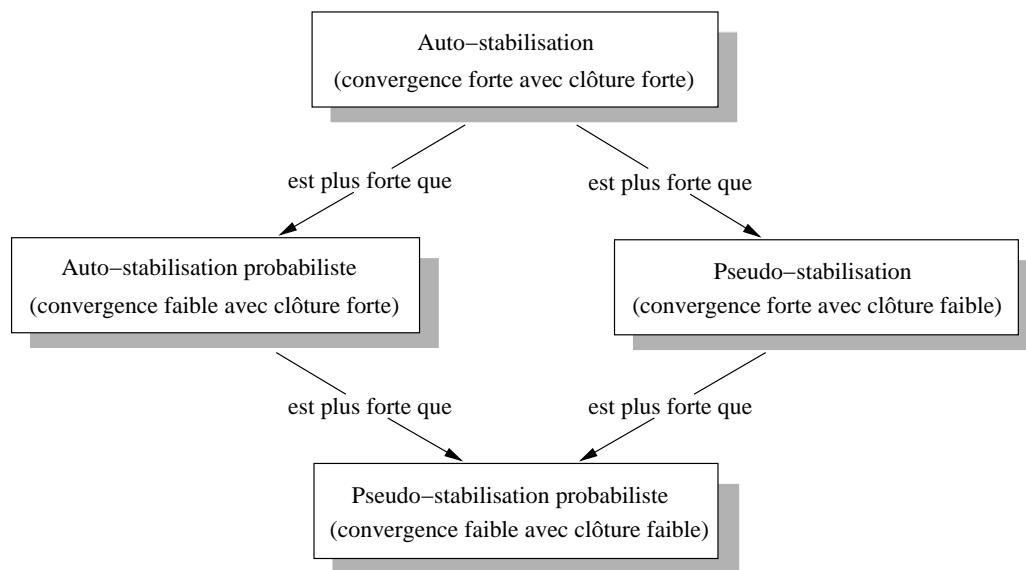 Auto−stabilisation
(convergence forte avec clôture forte)
est plus forte que
est plus forte que
Auto−stabilisation probabiliste
(convergence faible avec clôture forte)
Pseudo−stabilisation
(convergence forte avec clôture faible)
est plus forte que
est plus forte que
Pseudo−stabilisation probabiliste
(convergence faible avec clôture faible)